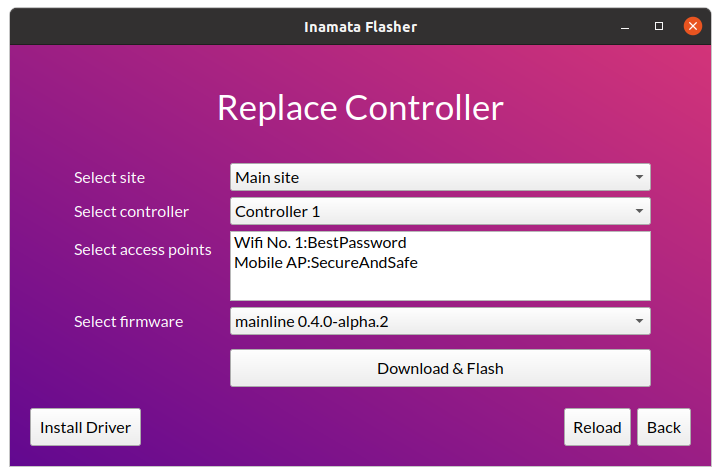 Inamata Flasher
Replace Controller
Select site
Main site
Select controller
Controller 1
Select access points
Wifi No. 1:BestPassword
Mobile AP:SecureAndSafe
Select firmware
mainline 0.4.0-alpha.2
Download & Flash
Install Driver
Reload
Back